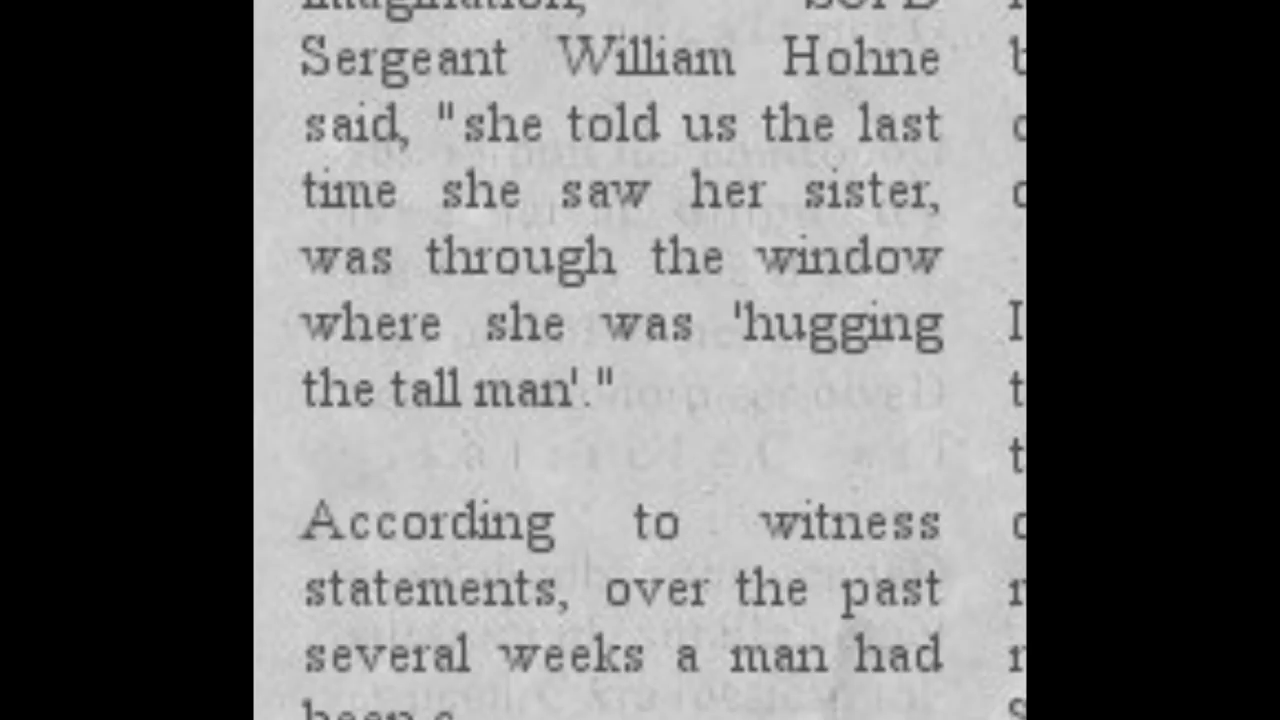 Sergeant William Hohne
said, "she told us the last
time she saw her sister,
was through the window
where she was 'hugging
the tall man'."
According to witness
statements, over the past
several weeks a man had